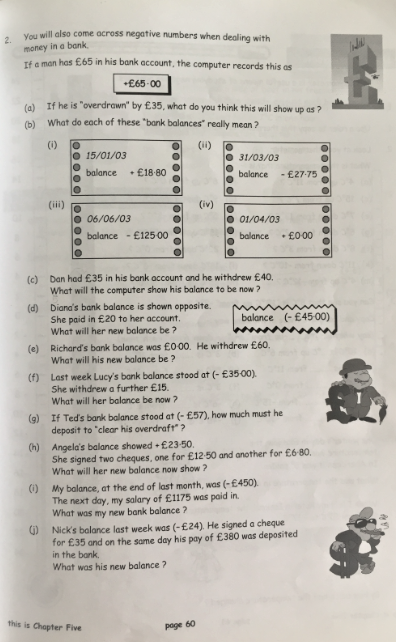 2. You will also come across negative numbers when dealing with
money in a bank.
If a man has £65 in his bank account, the computer records this as
+£65·00
(a) If he is "overdrawn" by £35, what do you think this will show up as ?
(b) What do each of these "bank balances" really mean ?
(i)
15/01/03
balance + £18·80
(ii)
31/03/03
balance - £27·75
(iii)
06/06/03
balance - £125·00
(iv)
01/04/03
balance + £0·00
(c) Dan had £35 in his bank account and he withdrew £40.
What will the computer show his balance to be now ?
(d) Diana's bank balance is shown opposite.
She paid in £20 to her account.
What will her new balance be ?
balance (- £45·00)
(e) Richard's bank balance was £0·00. He withdrew £60.
What will his new balance be ?
(f) Last week Lucy's bank balance stood at (- £35·00).
She withdrew a further £15.
What will her balance be now ?
(g) If Ted's bank balance stood at (- £57), how much must he
deposit to "clear his overdraft" ?
(h) Angela's balance showed +£23·50.
She signed two cheques, one for £12·50 and another for £6·80.
What will her new balance now show ?
(i) My balance, at the end of last month, was (-£450).
The next day, my salary of £1175 was paid in.
What was my new bank balance ?
(j) Nick's balance last week was (-£24). He signed a cheque
for £35 and on the same day his pay of £380 was deposited
in the bank.
What was his new balance ?
this is Chapter Five
page 60